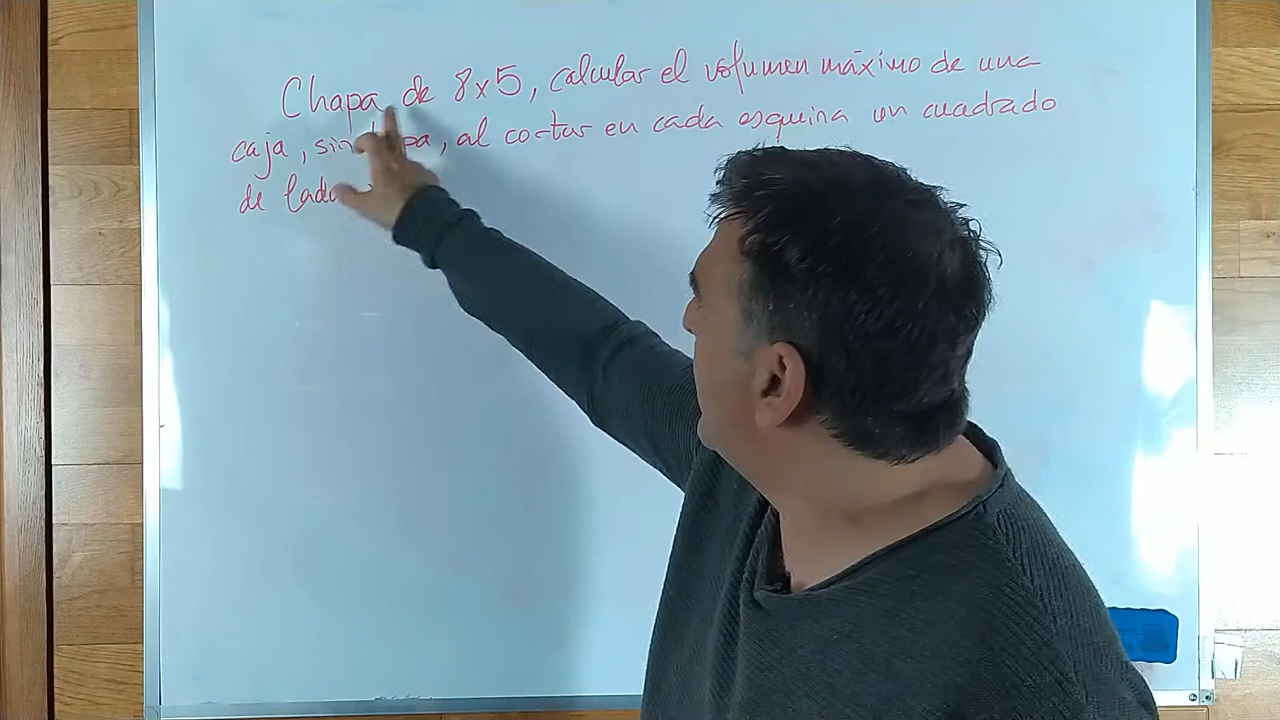 Chapa de 8x5, calcular el volumen máximo de una
caja, sin tapa, al cortar en cada esquina un cuadrado
de lado